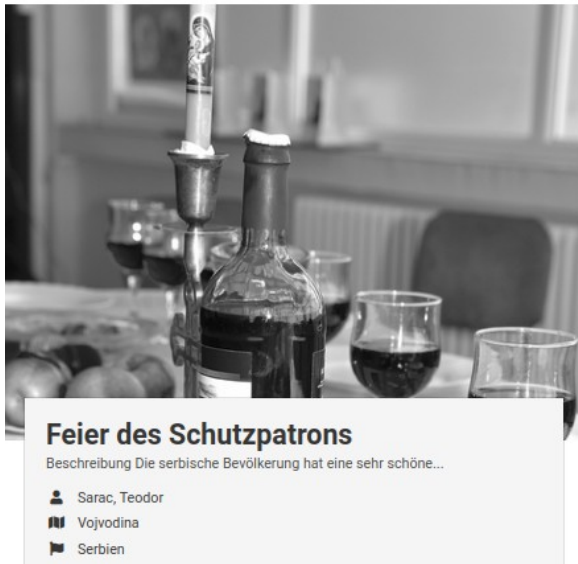 Feier des Schutzpatrons
Beschreibung Die serbische Bevölkerung hat eine sehr schöne...
Sarac, Teodor
Vojvodina
Serbien